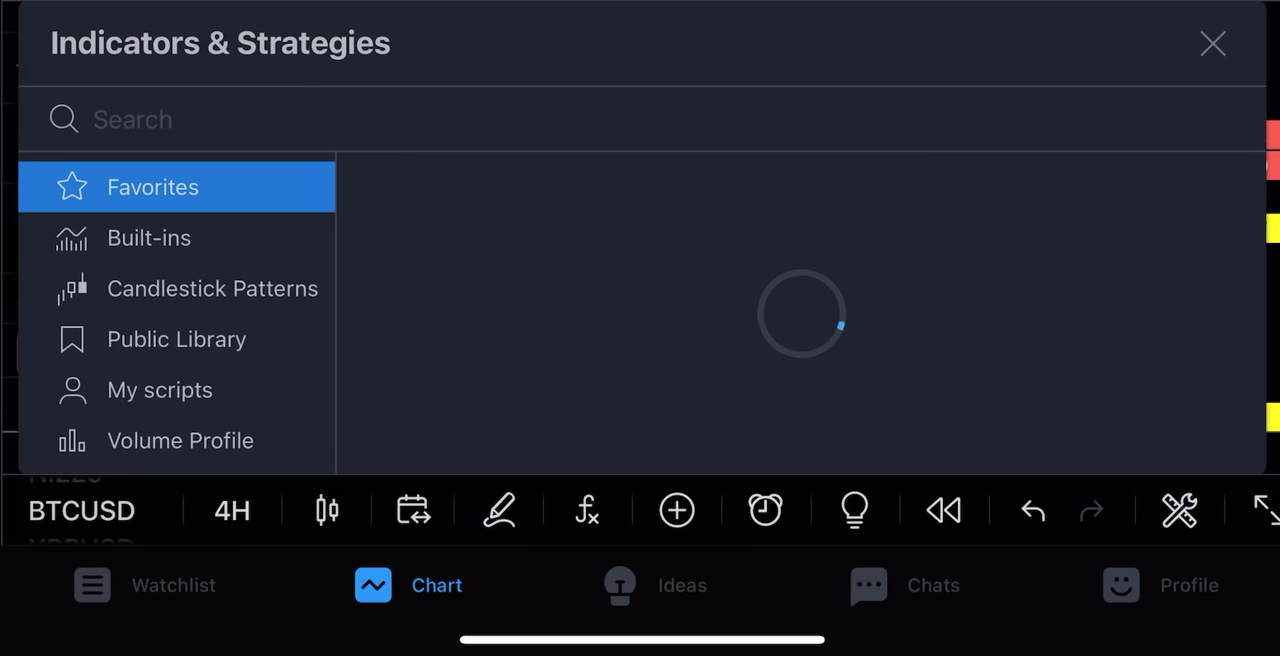 Indicators & Strategies
Search
Favorites
Built-ins
Candlestick Patterns
Public Library
My scripts
Volume Profile
BTCUSD
4H
Watchlist
Chart
Ideas
Chats
Profile